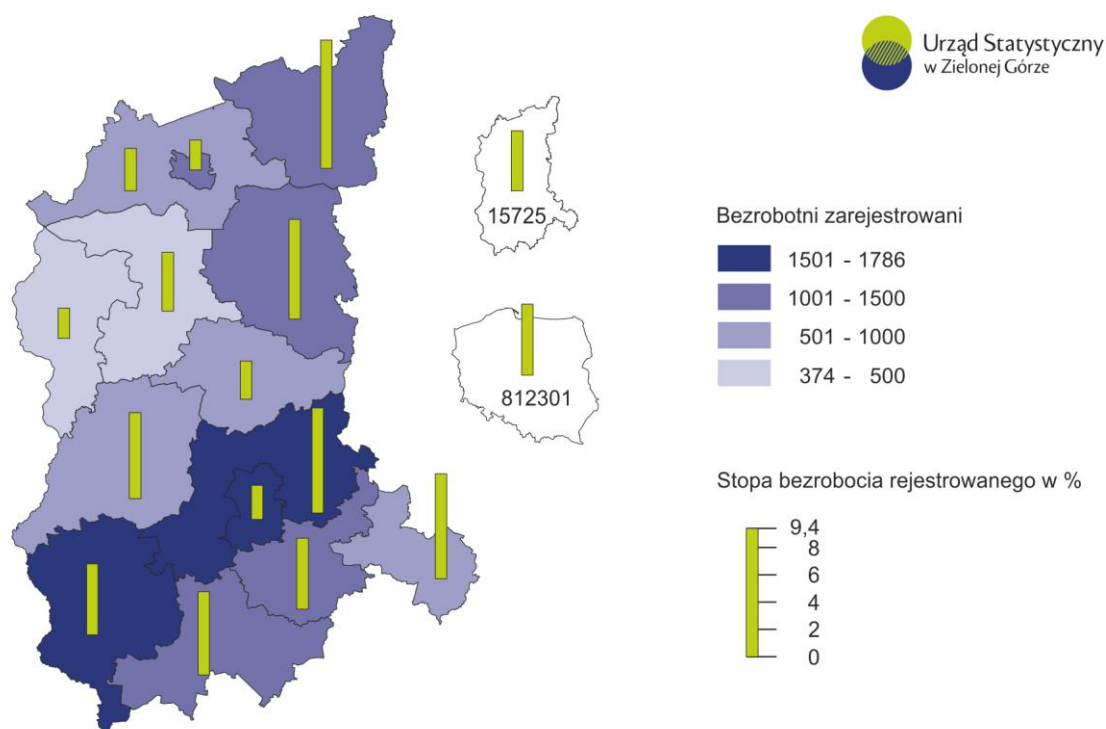 Urząd Statystyczny
w Zielonej Górze
15725
812301
Bezrobotni zarejestrowani
1501 - 1786
1001 - 1500
501 - 1000
374 - 500
Stopa bezrobocia rejestrowanego w %
9,4
8
6
4
2
0